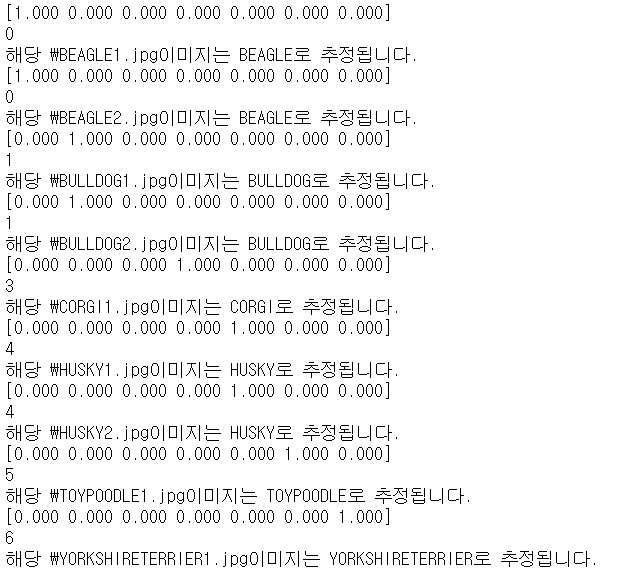 [1.000 0.000 0.000 0.000 0.000 0.000 0.000]
0
해당 ₩BEAGLE1.jpg이미지는 BEAGLE로 추정됩니다.
[1.000 0.000 0.000 0.000 0.000 0.000 0.000]
0
해당 ₩BEAGLE2.jpg이미지는 BEAGLE로 추정됩니다.
[0.000 1.000 0.000 0.000 0.000 0.000 0.000]
1
해당 ₩BULLDOG1.jpg이미지는 BULLDOG로 추정됩니다.
[0.000 1.000 0.000 0.000 0.000 0.000 0.000]
1
해당 ₩BULLDOG2.jpg이미지는 BULLDOG로 추정됩니다.
[0.000 0.000 0.000 1.000 0.000 0.000 0.000]
3
해당 ₩CORGI1.jpg이미지는 CORGI로 추정됩니다.
[0.000 0.000 0.000 0.000 1.000 0.000 0.000]
4
해당 ₩HUSKY1.jpg이미지는 HUSKY로 추정됩니다.
[0.000 0.000 0.000 0.000 1.000 0.000 0.000]
4
해당 ₩HUSKY2.jpg이미지는 HUSKY로 추정됩니다.
[0.000 0.000 0.000 0.000 0.000 1.000 0.000]
5
해당 ₩TOYPOODLE1.jpg이미지는 TOYPOODLE로 추정됩니다.
[0.000 0.000 0.000 0.000 0.000 0.000 1.000]
6
해당 ₩YORKSHIRETERRIER1.jpg이미지는 YORKSHIRETERRIER로 추정됩니다.